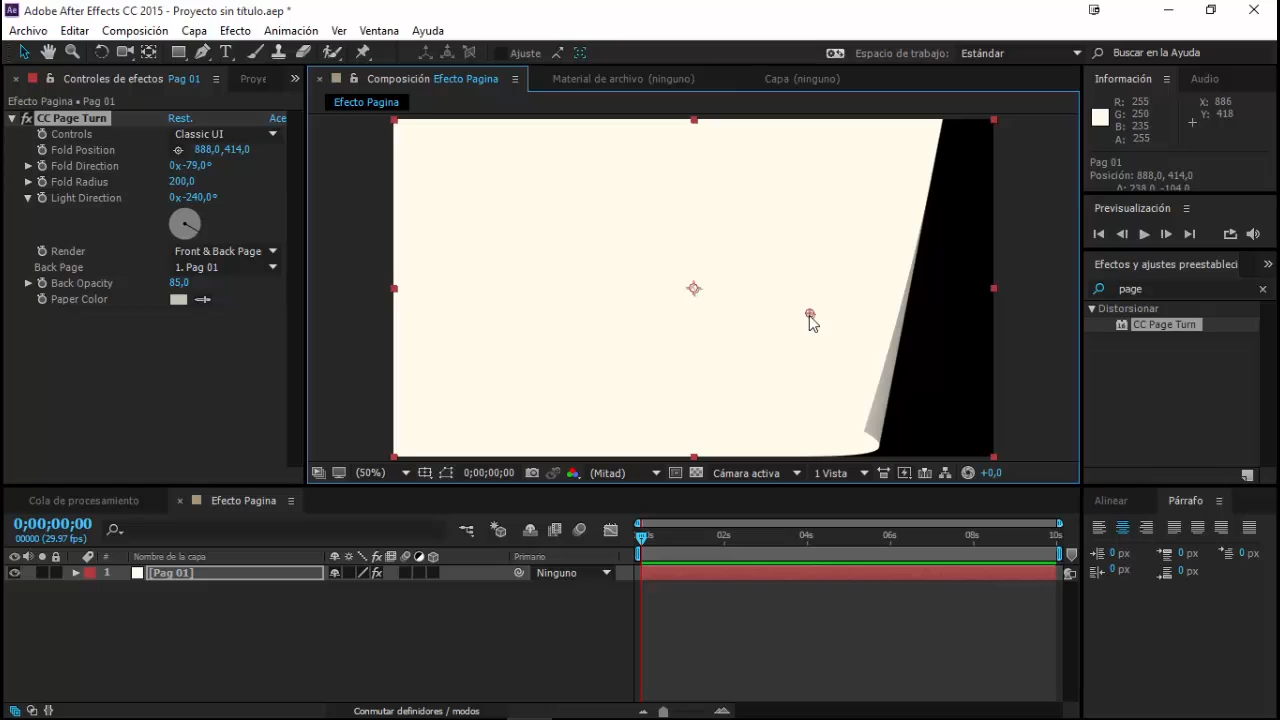 Adobe After Effects CC 2015 - Proyecto sin título.aep *
Archivo Editar Composición Capa Efecto Animación Ver Ventana Ayuda
Ajuste Espacio de trabajo: Estándar Buscar en la Ayuda
Controles de efectos Pag 01 Proye
Composición Efecto Pagina Material de archivo (ninguno) Capa (ninguno)
Información Audio
Efecto Pagina • Pag 01
Efecto Pagina
fx CC Page Turn Rest. Ace
Controls Classic UI
Fold Position 888,0,414,0
Fold Direction 0x-79,0°
Fold Radius 200,0
Light Direction 0x-240,0°
Render Front & Back Page
Back Page 1. Pag 01
Back Opacity 85,0
Paper Color
R: 255 X: 886
G: 250 Y: 418
B: 235
A: 255
Pag 01
Posición: 888,0, 414,0
Δ: 238,0, -104,0
Previsualización
Efectos y ajustes preestableci
page
Distorsionar
CC Page Turn
(50%) 0;00;00;00 (Mitad) Cámara activa 1 Vista +0,0
Cola de procesamiento Efecto Pagina
Alinear Párrafo
0;00;00;00
00000 (29.97 fps)
02s 04s 06s 08s 10s
# Nombre de la capa Primario
1 [Pag 01] Ninguno
0 px 0 px 0 px
0 px 0 px
Conmutar definidores / modos